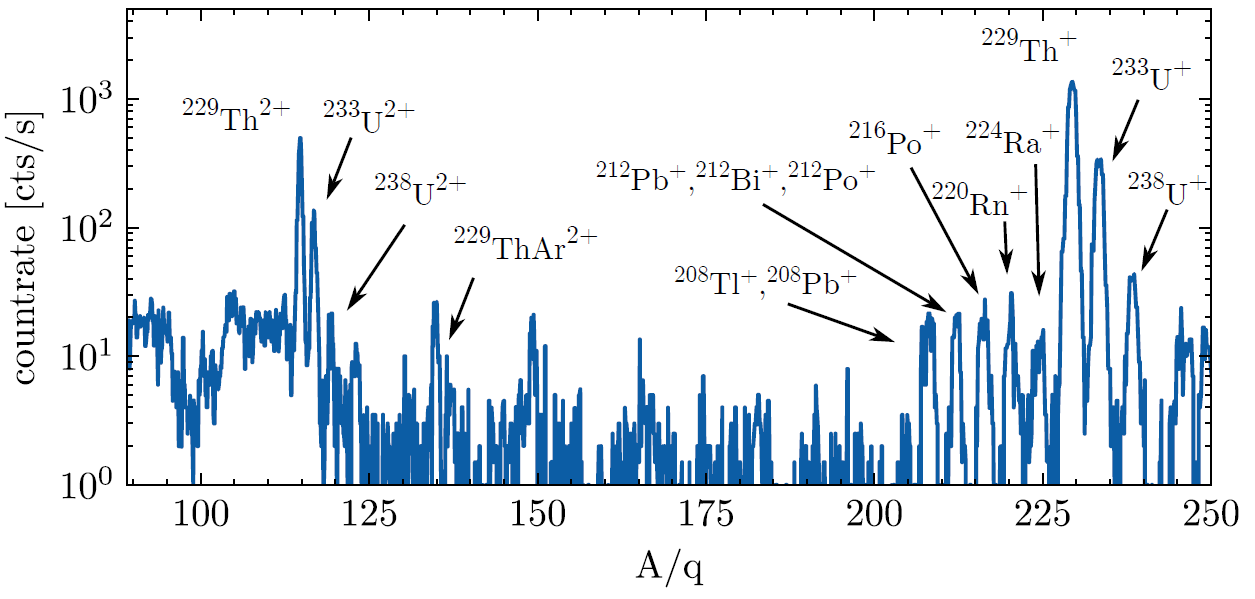 ²²⁹Th⁺
²³³U⁺
10³
²²⁹Th²⁺
²³³U²⁺
²¹⁶Po⁺
²²⁴Ra⁺
²¹²Pb⁺,²¹²Bi⁺,²¹²Po⁺
²³⁸U²⁺
²²⁰Rn⁺
²³⁸U⁺
10²
²²⁹ThAr²⁺
²⁰⁸Tl⁺,²⁰⁸Pb⁺
10¹
10⁰
countrate [cts/s]
100 125 150 175 200 225 250
A/q